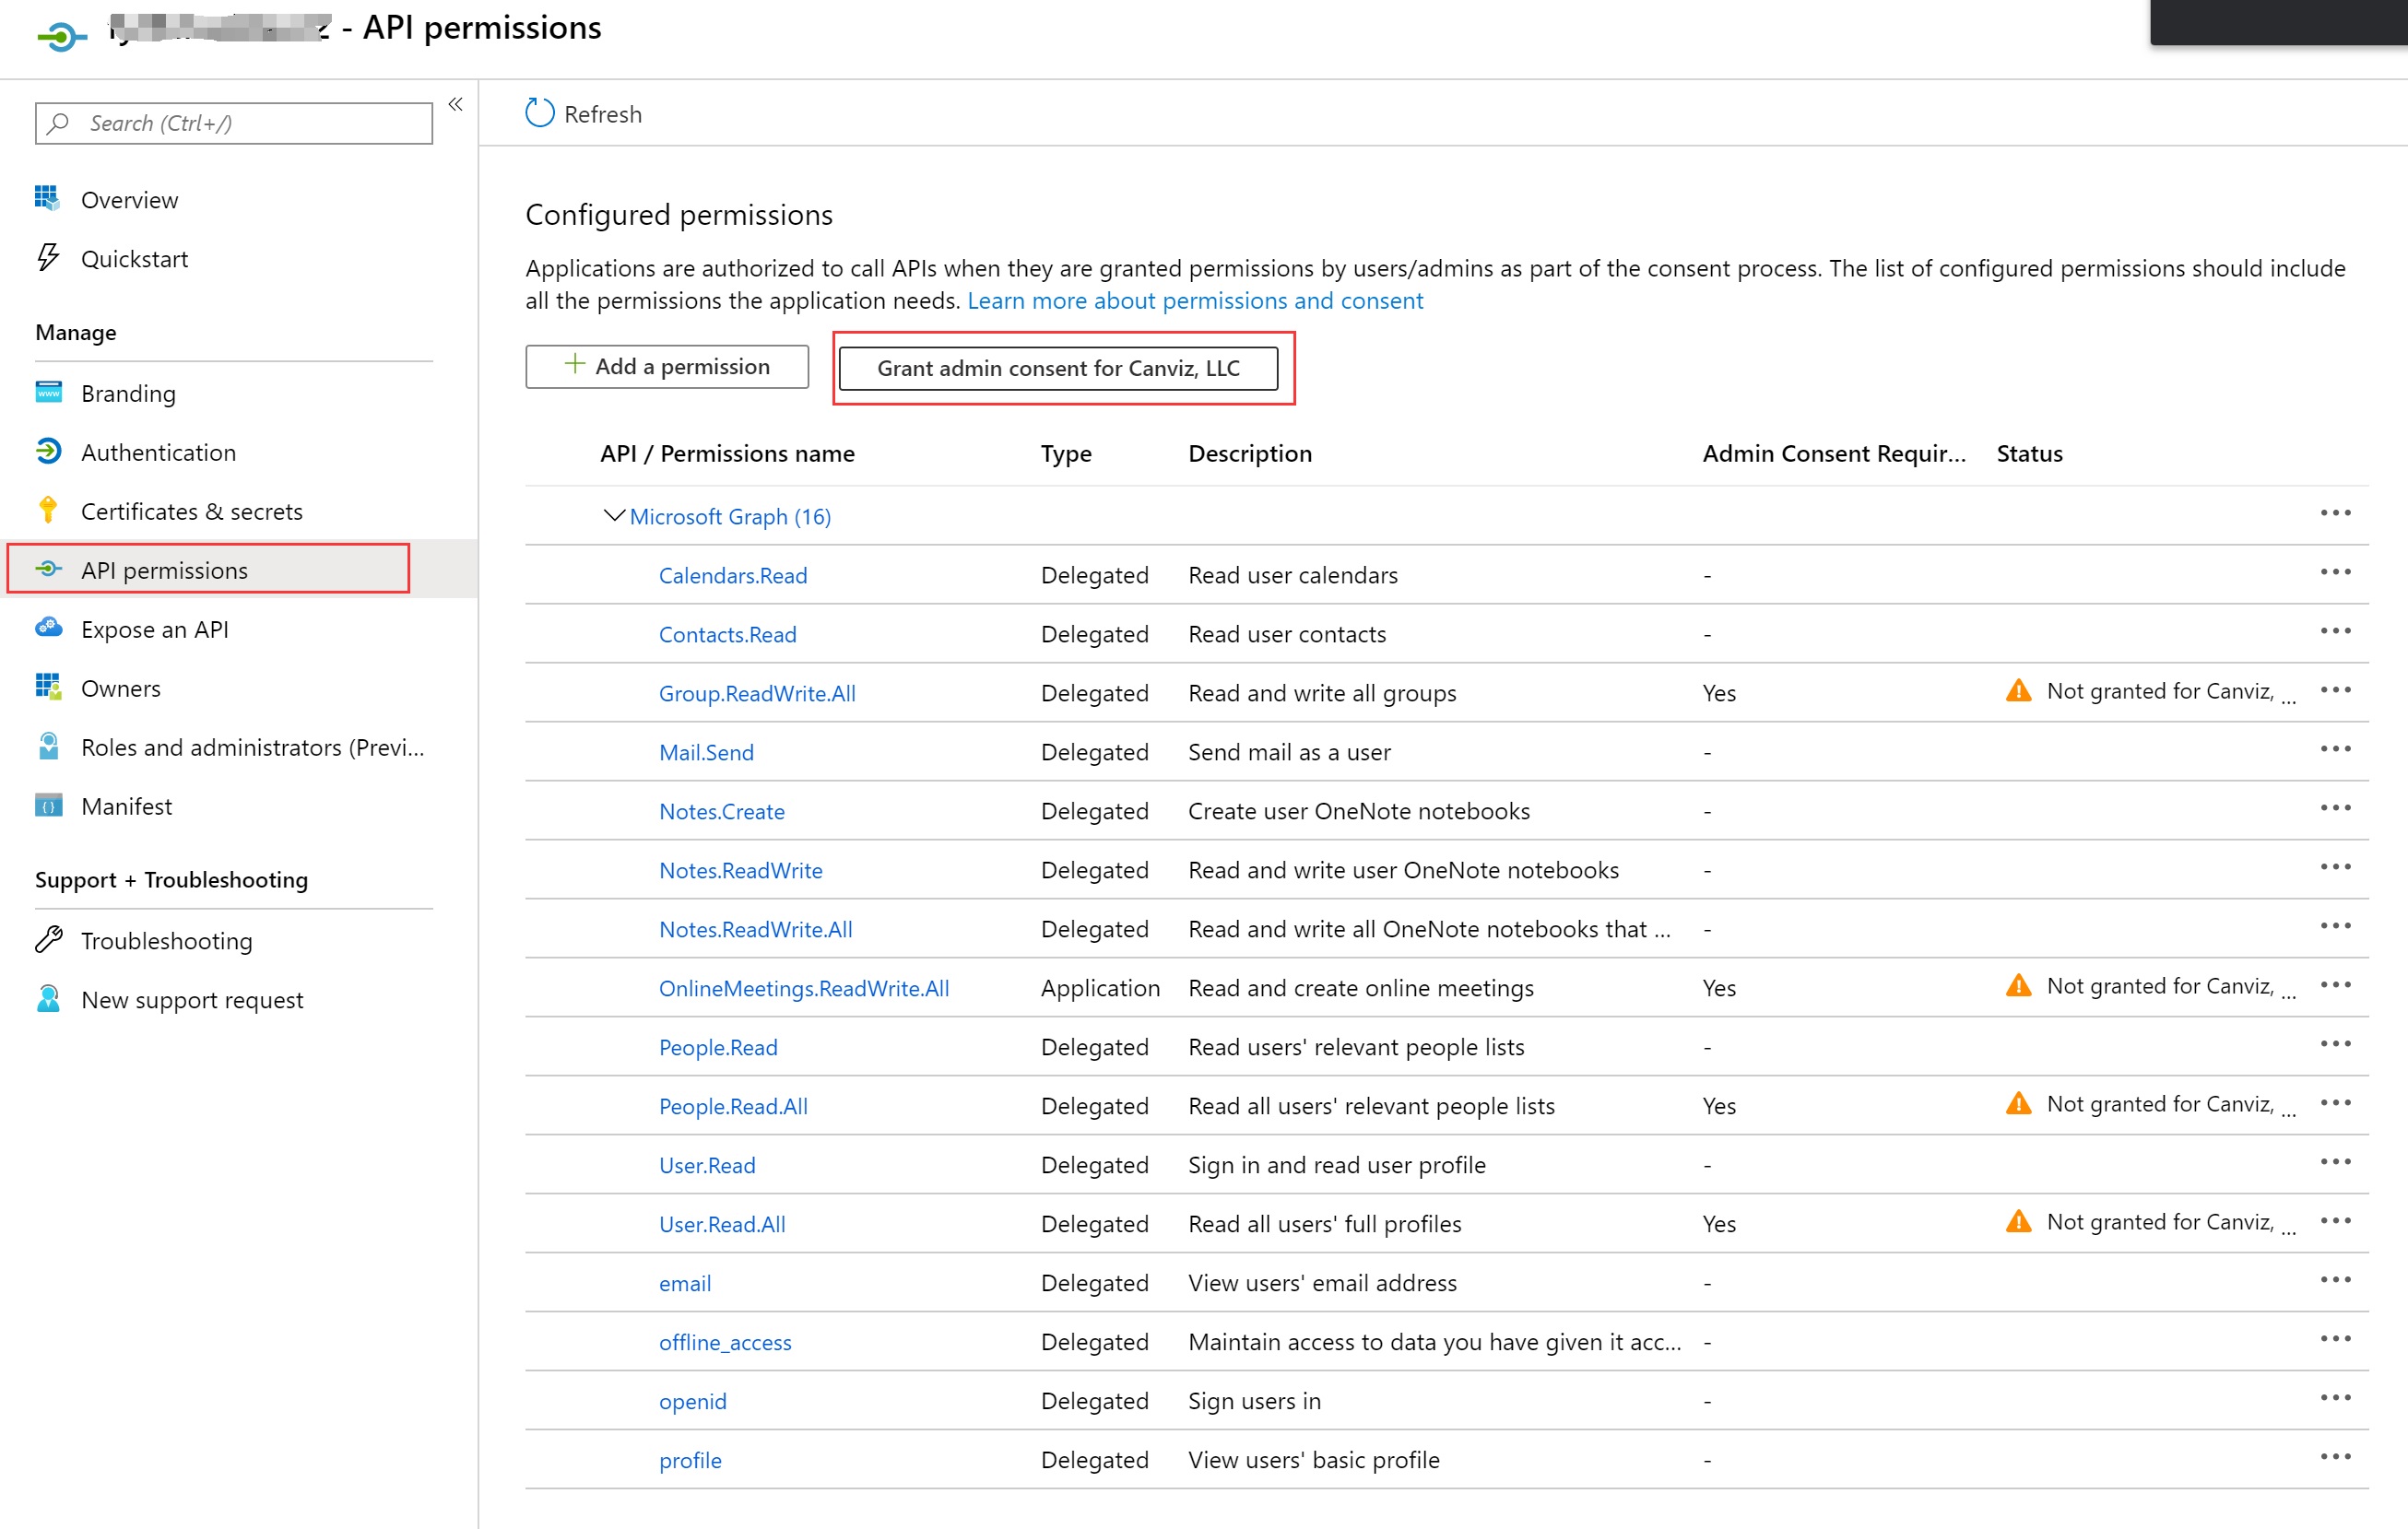 - API permissions
Search (Ctrl+/)
«
Overview
Quickstart
Manage
Branding
Authentication
Certificates & secrets
API permissions
Expose an API
Owners
Roles and administrators (Previ...
Manifest
Support + Troubleshooting
Troubleshooting
New support request
Refresh
Configured permissions
Applications are authorized to call APIs when they are granted permissions by users/admins as part of the consent process. The list of configured permissions should include
all the permissions the application needs. Learn more about permissions and consent
+ Add a permission Grant admin consent for Canviz, LLC
API / Permissions name Type Description Admin Consent Requir... Status
Microsoft Graph (16) ...
Calendars.Read Delegated Read user calendars - ...
Contacts.Read Delegated Read user contacts - ...
Group.ReadWrite.All Delegated Read and write all groups Yes Not granted for Canviz, ... ...
Mail.Send Delegated Send mail as a user - ...
Notes.Create Delegated Create user OneNote notebooks - ...
Notes.ReadWrite Delegated Read and write user OneNote notebooks - ...
Notes.ReadWrite.All Delegated Read and write all OneNote notebooks that ... - ...
OnlineMeetings.ReadWrite.All Application Read and create online meetings Yes Not granted for Canviz, ... ...
People.Read Delegated Read users' relevant people lists - ...
People.Read.All Delegated Read all users' relevant people lists Yes Not granted for Canviz, ... ...
User.Read Delegated Sign in and read user profile - ...
User.Read.All Delegated Read all users' full profiles Yes Not granted for Canviz, ... ...
email Delegated View users' email address - ...
offline_access Delegated Maintain access to data you have given it acc... - ...
openid Delegated Sign users in - ...
profile Delegated View users' basic profile - ...